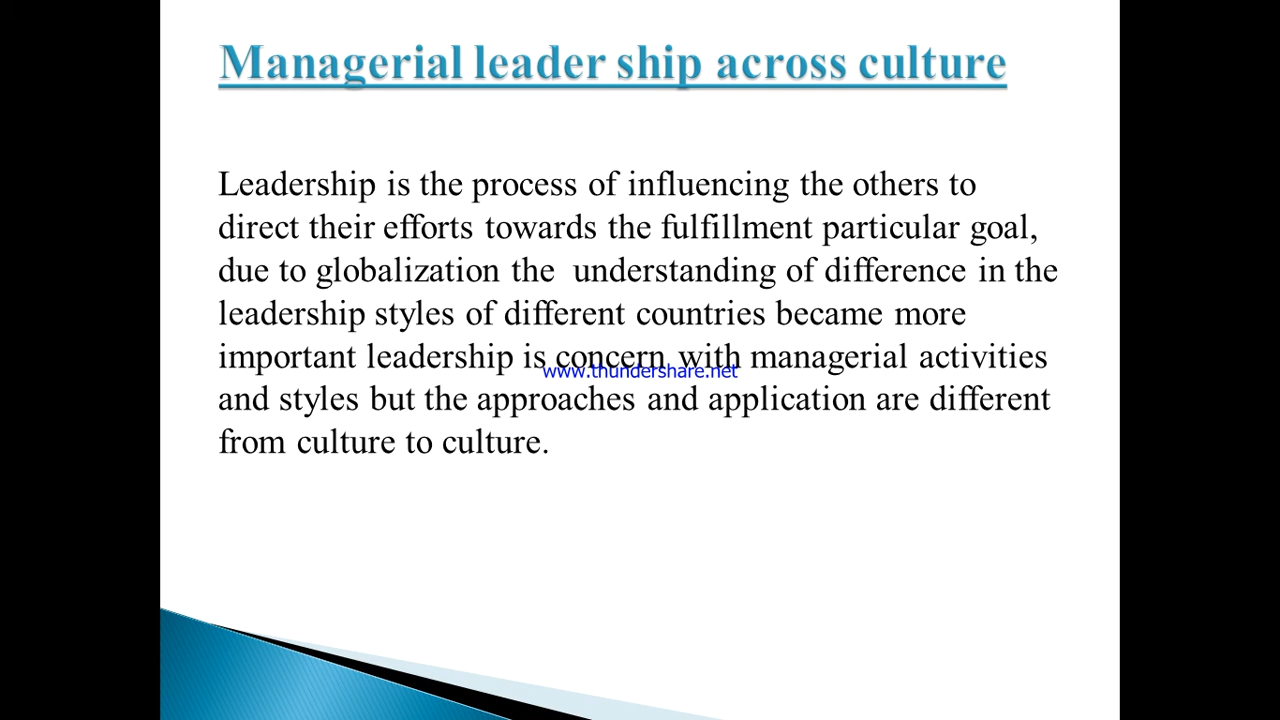 Managerial leader ship across culture
Leadership is the process of influencing the others to
direct their efforts towards the fulfillment particular goal,
due to globalization the  understanding of difference in the
leadership styles of different countries became more
important leadership is concern with managerial activities
www.thundershare.net
and styles but the approaches and application are different
from culture to culture.